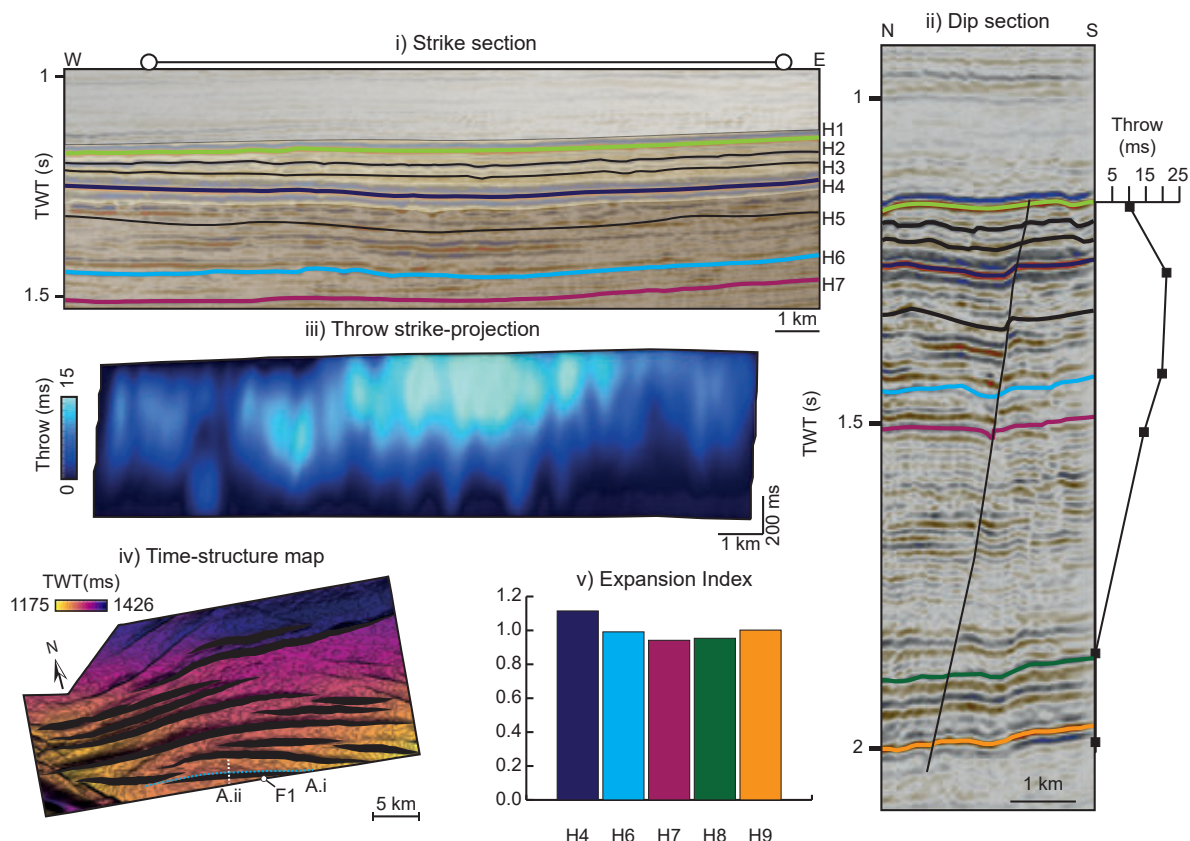 i) Strike section
W
E
1
1.5
TWT (s)
H1
H2
H3
H4
H5
H6
H7
1 km
ii) Dip section
N
S
1
1.5
2
TWT (s)
Throw
(ms)
5 15 25
1 km
iii) Throw strike-projection
Throw (ms)
0 15
1 km
200 ms
iv) Time-structure map
TWT(ms)
1175 1426
N
A.ii
F1
A.i
5 km
v) Expansion Index
1.2
1.0
0.8
0.6
0.4
0.2
0.0
H4 H6 H7 H8 H9